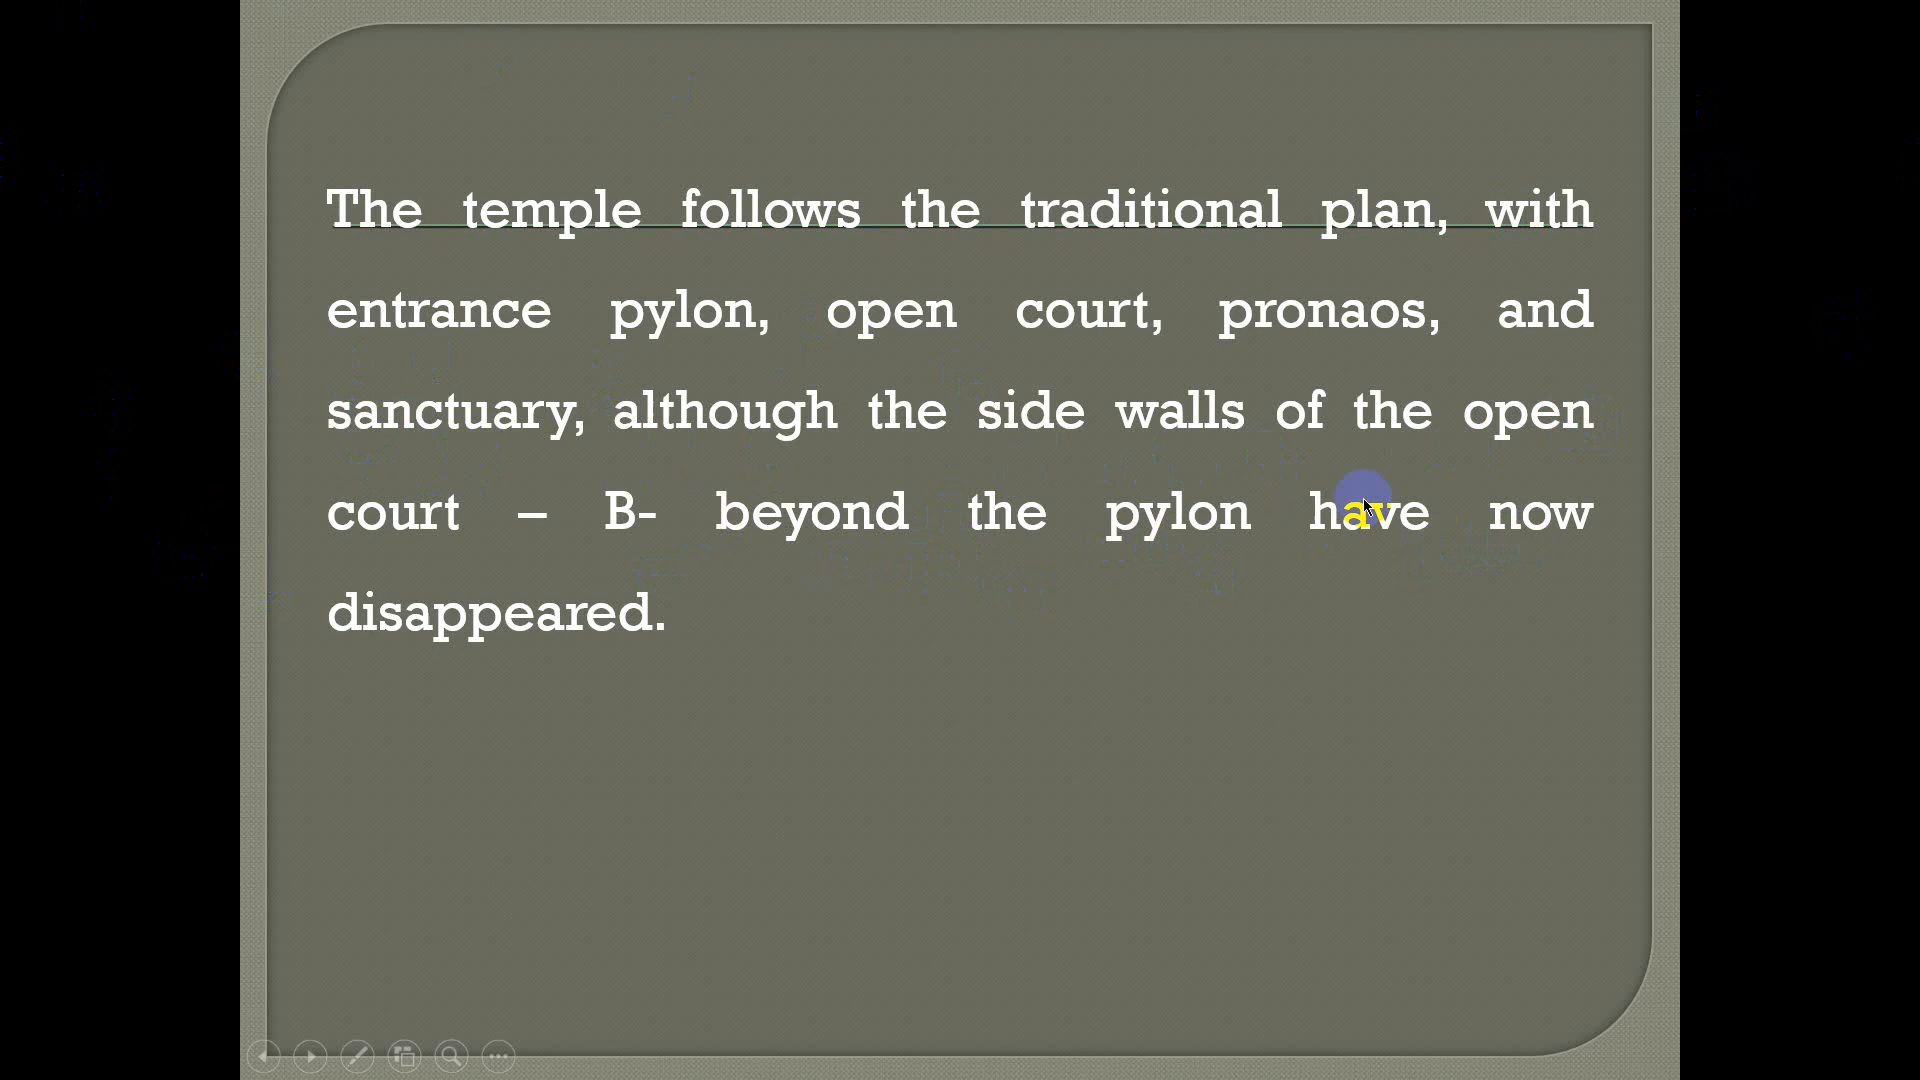 The temple follows the traditional plan, with
entrance pylon, open court, pronaos, and
sanctuary, although the side walls of the open
court – B- beyond the pylon have now
disappeared.